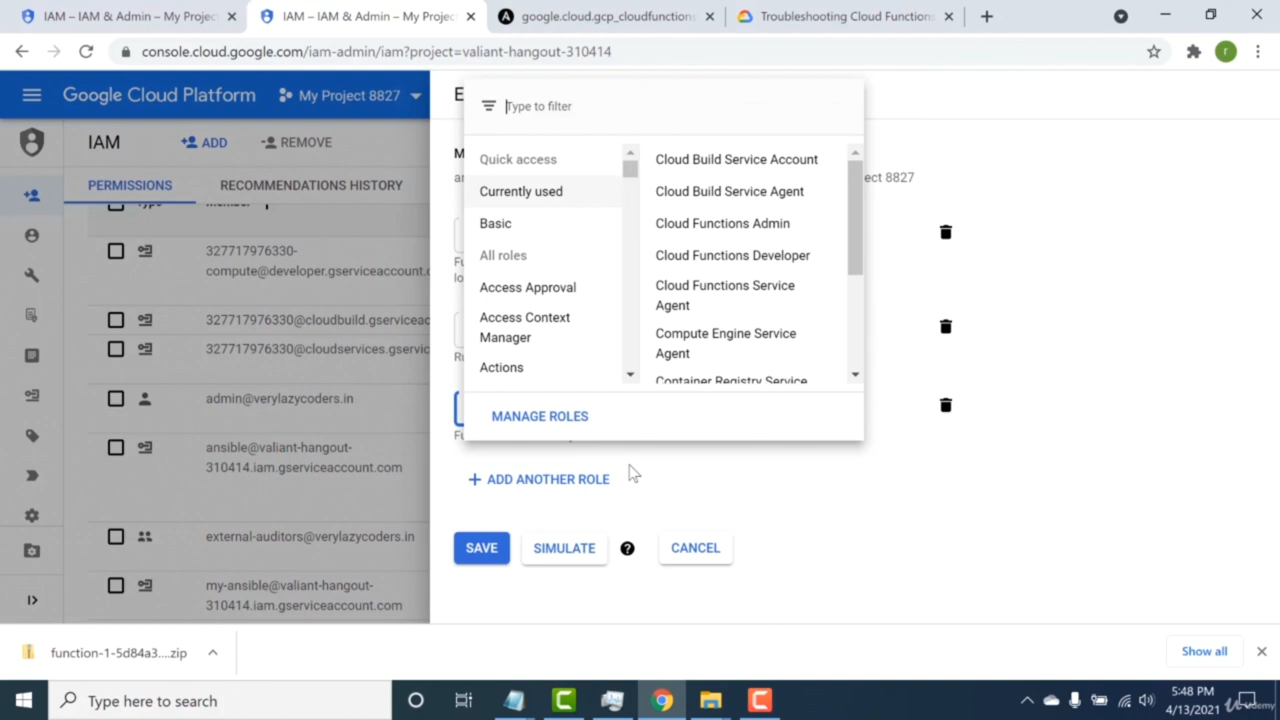 IAM – IAM & Admin – My Projec
IAM – IAM & Admin – My Projec
google.cloud.gcp_cloudfunctions
Troubleshooting Cloud Functions
console.cloud.google.com/iam-admin/iam?project=valiant-hangout-310414
r
Google Cloud Platform
My Project 8827
IAM
ADD
REMOVE
PERMISSIONS
RECOMMENDATIONS HISTORY
327717976330-
compute@developer.gserviceaccount.c
327717976330@cloudbuild.gserviceac
327717976330@cloudservices.gservic
admin@verylazycoders.in
ansible@valiant-hangout-
310414.iam.gserviceaccount.com
external-auditors@verylazycoders.in
my-ansible@valiant-hangout-
310414.iam.gserviceaccount.com
ect 8827
Type to filter
Quick access
Currently used
Basic
All roles
Access Approval
Access Context
Manager
Actions
Cloud Build Service Account
Cloud Build Service Agent
Cloud Functions Admin
Cloud Functions Developer
Cloud Functions Service
Agent
Compute Engine Service
Agent
Container Registry Service
MANAGE ROLES
ADD ANOTHER ROLE
SAVE
SIMULATE
CANCEL
function-1-5d84a3....zip
Show all
Type here to search
5:48 PM
4/13/2021
Udemy